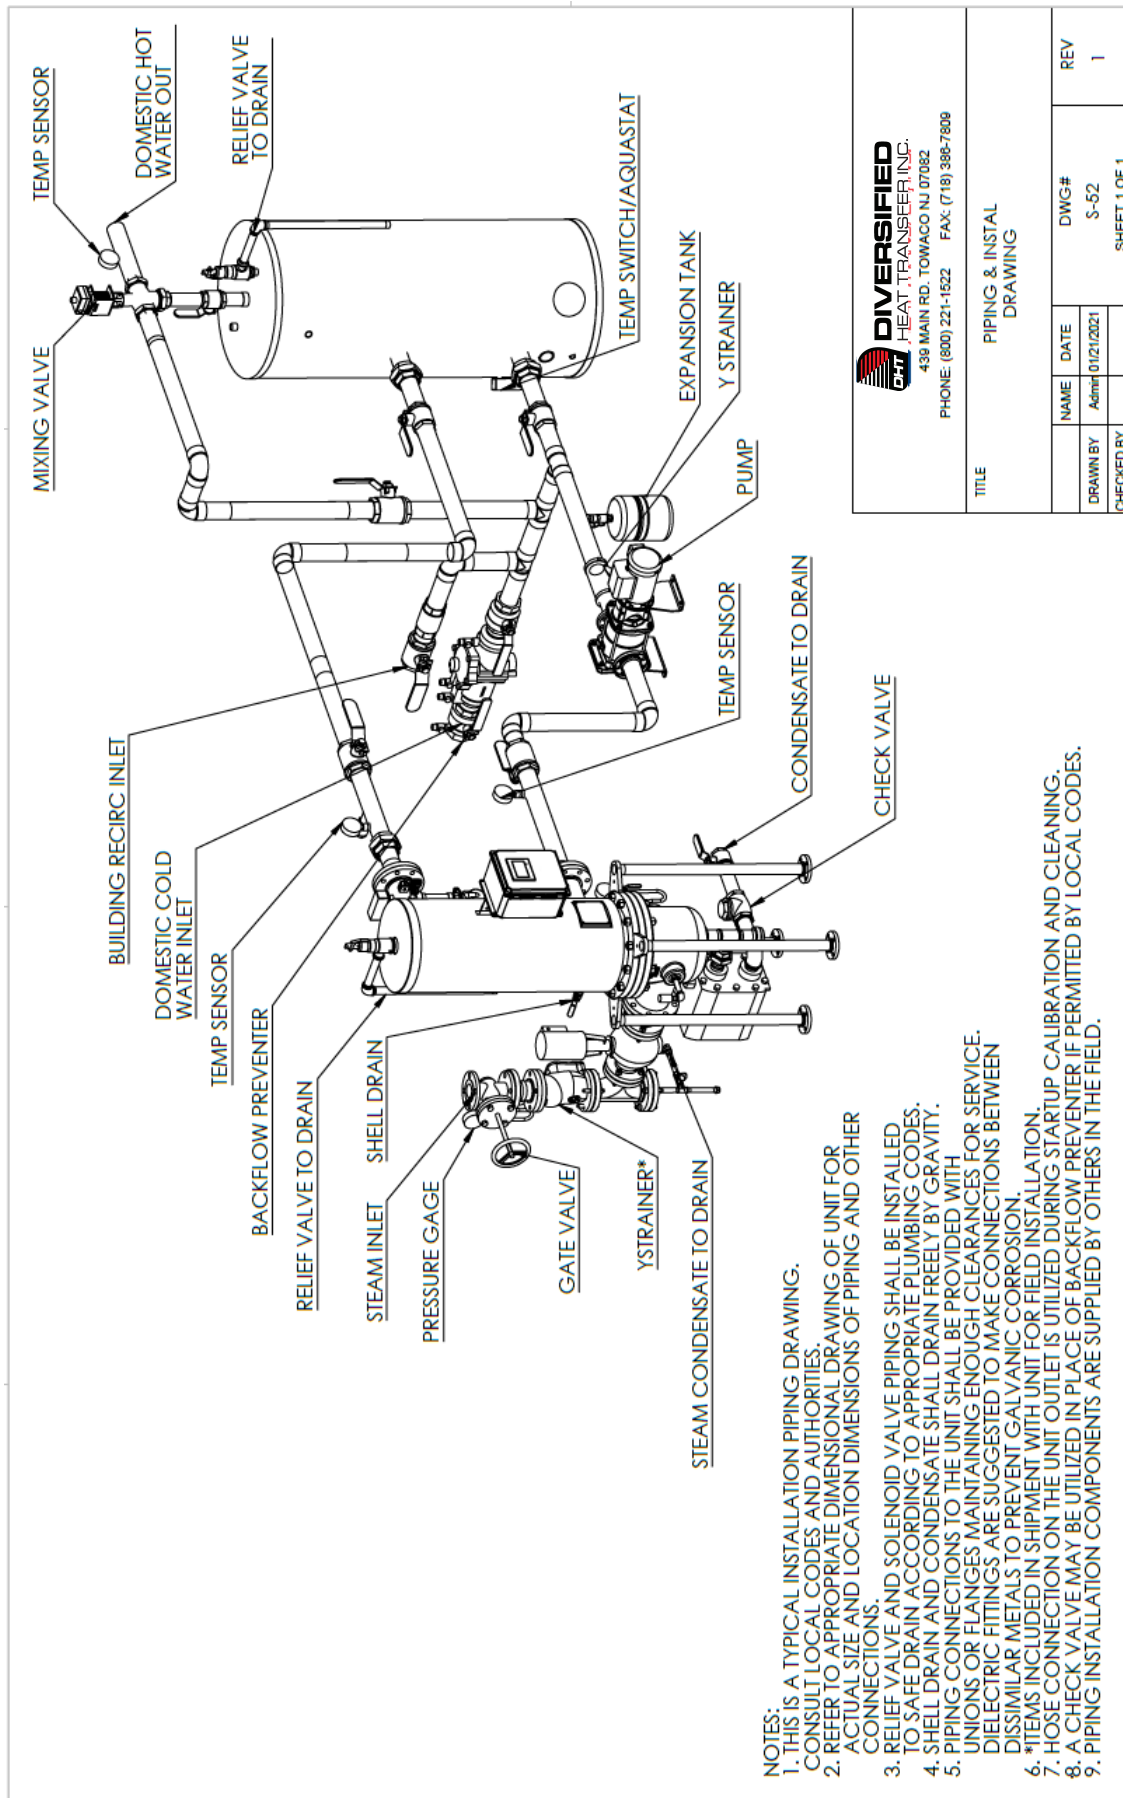 TEMP SENSOR
DOMESTIC HOT
WATER OUT
RELIEF VALVE
TO DRAIN
MIXING VALVE
TEMP SWITCH/AQUASTAT
EXPANSION TANK
Y STRAINER
PUMP
BUILDING RECIRC INLET
DOMESTIC COLD
WATER INLET
TEMP SENSOR
BACKFLOW PREVENTER
RELIEF VALVE TO DRAIN
SHELL DRAIN
STEAM INLET
PRESSURE GAGE
GATE VALVE
YSTRAINER*
STEAM CONDENSATE TO DRAIN
TEMP SENSOR
CONDENSATE TO DRAIN
CHECK VALVE
NOTES:
1. THIS IS A TYPICAL INSTALLATION PIPING DRAWING.
CONSULT LOCAL CODES AND AUTHORITIES.
2. REFER TO APPROPRIATE DIMENSIONAL DRAWING OF UNIT FOR
ACTUAL SIZE AND LOCATION DIMENSIONS OF PIPING AND OTHER
CONNECTIONS.
3. RELIEF VALVE AND SOLENOID VALVE PIPING SHALL BE INSTALLED
TO SAFE DRAIN ACCORDING TO APPROPRIATE PLUMBING CODES.
4. SHELL DRAIN AND CONDENSATE SHALL DRAIN FREELY BY GRAVITY.
5. PIPING CONNECTIONS TO THE UNIT SHALL BE PROVIDED WITH
UNIONS OR FLANGES MAINTAINING ENOUGH CLEARANCES FOR SERVICE.
DIELECTRIC FITTINGS ARE SUGGESTED TO MAKE CONNECTIONS BETWEEN
DISSIMILAR METALS TO PREVENT GALVANIC CORROSION.
6. *ITEMS INCLUDED IN SHIPMENT WITH UNIT FOR FIELD INSTALLATION.
7. HOSE CONNECTION ON THE UNIT OUTLET IS UTILIZED DURING STARTUP CALIBRATION AND CLEANING.
8. A CHECK VALVE MAY BE UTILIZED IN PLACE OF BACKFLOW PREVENTER IF PERMITTED BY LOCAL CODES.
9. PIPING INSTALLATION COMPONENTS ARE SUPPLIED BY OTHERS IN THE FIELD.
DHT
DIVERSIFIED
HEAT TRANSFER INC.
439 MAIN RD. TOWACO NJ 07082
PHONE: (800) 221-1522 FAX: (718) 386-7809
TITLE
PIPING & INSTAL
DRAWING
NAME DATE DWG# REV
DRAWN BY Admin 01/21/2021 S-52 1
CHECKED BY SHEET 1 OF 1